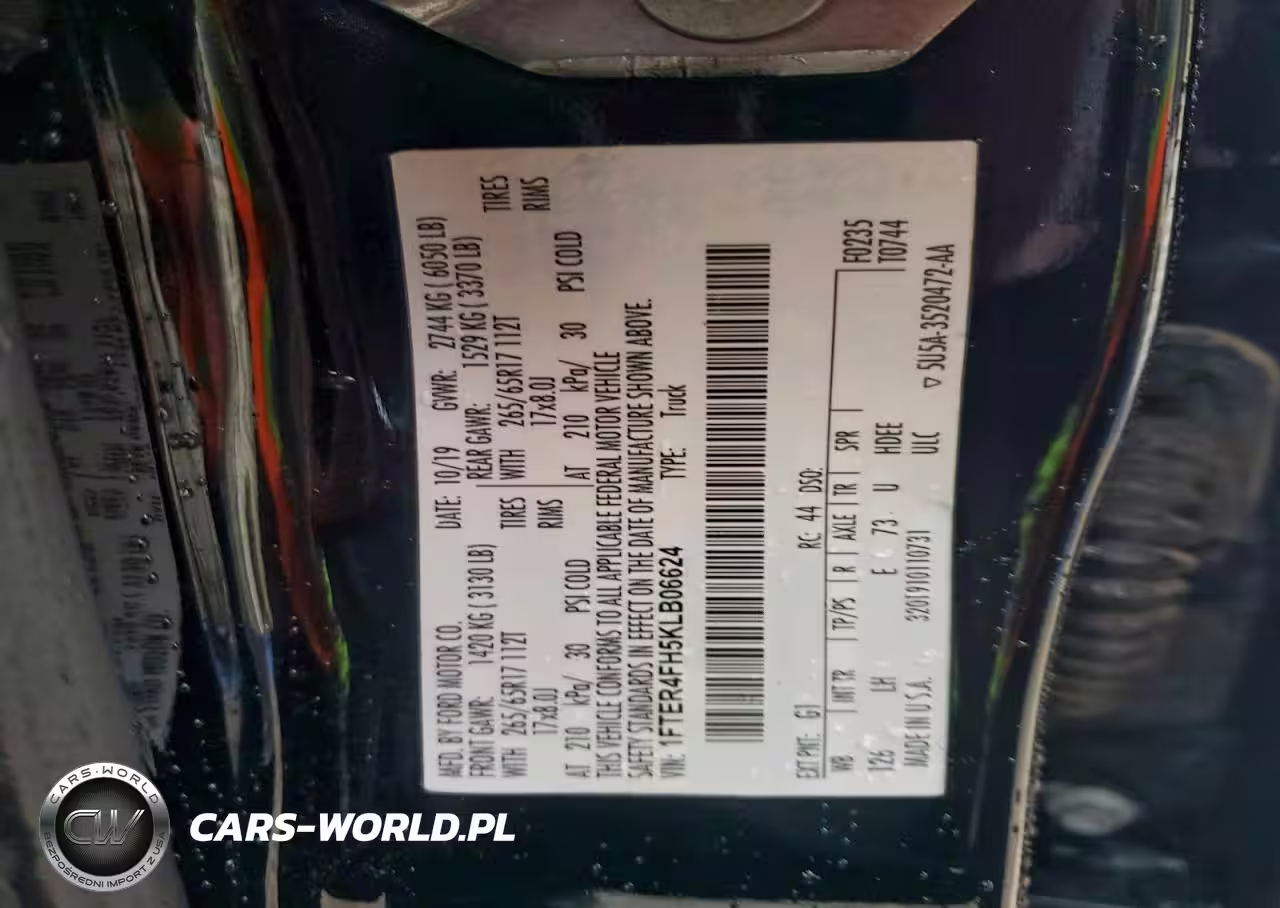 MFD. BY FORD MOTOR CO.
DATE: 10/19
GVWR: 2744 KG ( 6050 LB)
FRONT GAWR: 1420 KG ( 3130 LB)
REAR GAWR: 1529 KG ( 3370 LB)
WITH 265/65R17 112T TIRES
WITH 265/65R17 112T TIRES
17x8.0J RIMS
17x8.0J RIMS
AT 210 kPa/ 30 PSI COLD
AT 210 kPa/ 30 PSI COLD
THIS VEHICLE CONFORMS TO ALL APPLICABLE FEDERAL MOTOR VEHICLE
SAFETY STANDARDS IN EFFECT ON THE DATE OF MANUFACTURE SHOWN ABOVE.
VIN: 1FTER4FH5KLB06624 TYPE: Truck
EXT PNT: G1 RC: 44 DSO: F0235
WB INT TR TP/PS R AXLE TR SPR T0744
126 LH E 73 U HDEE
MADE IN U.S.A. 3201910110731 ULC
▽ 5U5A-3520472-AA
CARS-WORLD
CW
BEZPOŚREDNI IMPORT Z USA
CARS-WORLD.PL